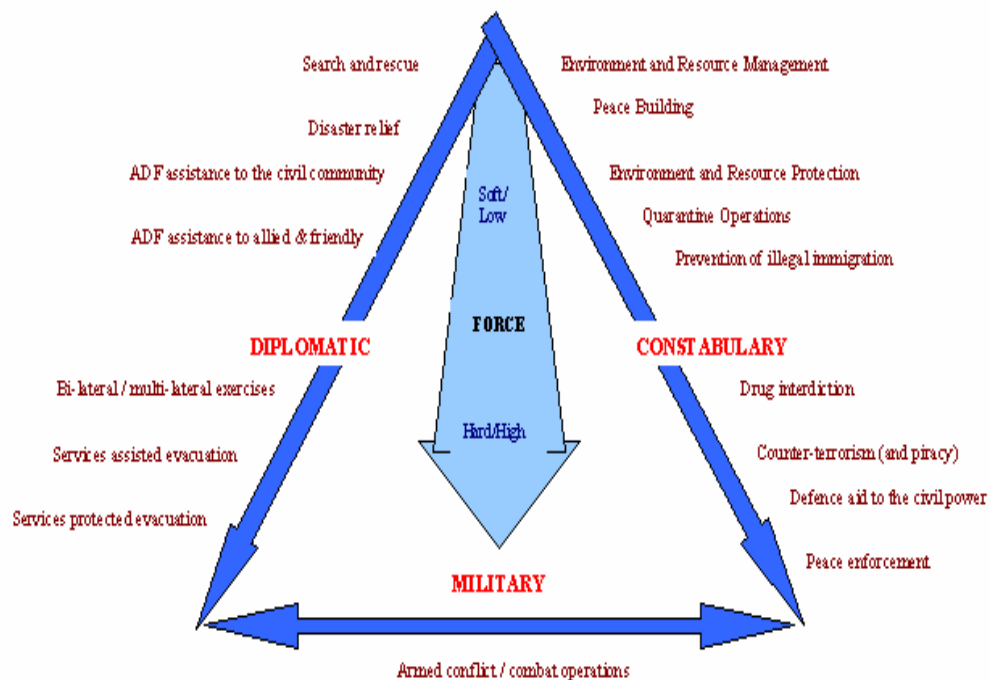 Search and rescue
Environment and Resource Management
Peace Building
Disaster relief
ADF assistance to the civil community
Environment and Resource Protection
Soft/
Low
Quarantine Operations
ADF assistance to allied & friendly
Prevention of illegal immigration
FORCE
DIPLOMATIC
CONSTABULARY
Bi-lateral / multi-lateral exercises
Drug interdiction
Hard/High
Services assisted evacuation
Counter-terrorism (and piracy)
Defence aid to the civil power
Services protected evacuation
Peace enforcement
MILITARY
Armed conflict / combat operations